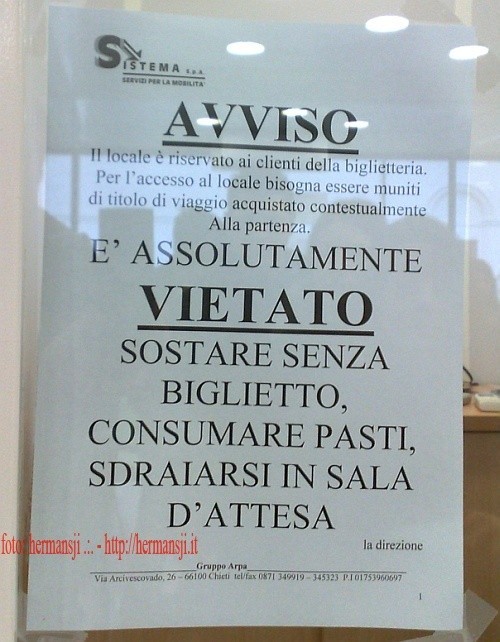 SISTEMA S.p.A.
SERVIZI PER LA MOBILITA'
AVVISO
Il locale è riservato ai clienti della biglietteria.
Per l'accesso al locale bisogna essere muniti
di titolo di viaggio acquistato contestualmente
Alla partenza.
E' ASSOLUTAMENTE
VIETATO
SOSTARE SENZA
BIGLIETTO,
CONSUMARE PASTI,
SDRAIARSI IN SALA
D'ATTESA
la direzione
foto: hermansji .:. - http://hermansji.it
Gruppo Arpa
Via Arcivescovado, 26 – 66100 Chieti tel/fax 0871 349919 – 345323 P.I 01753960697
1